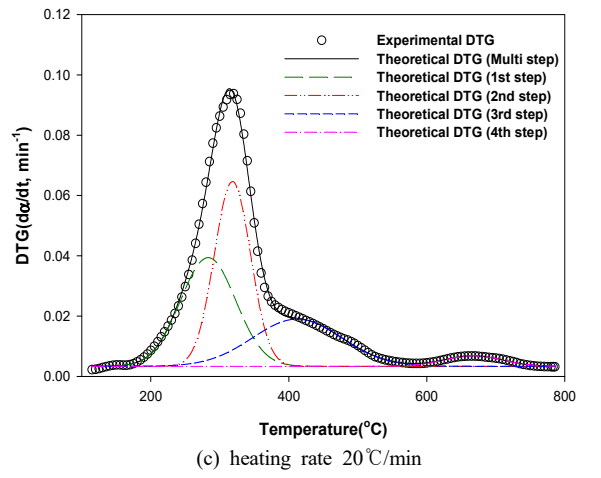 0.12
0.10
0.08
0.06
0.04
0.02
0.00
DTG(dα/dt, min-1)
Experimental DTG
Theoretical DTG (Multi step)
Theoretical DTG (1st step)
Theoretical DTG (2nd step)
Theoretical DTG (3rd step)
Theoretical DTG (4th step)
200 400 600 800
Temperature(oC)
(c) heating rate 20℃/min